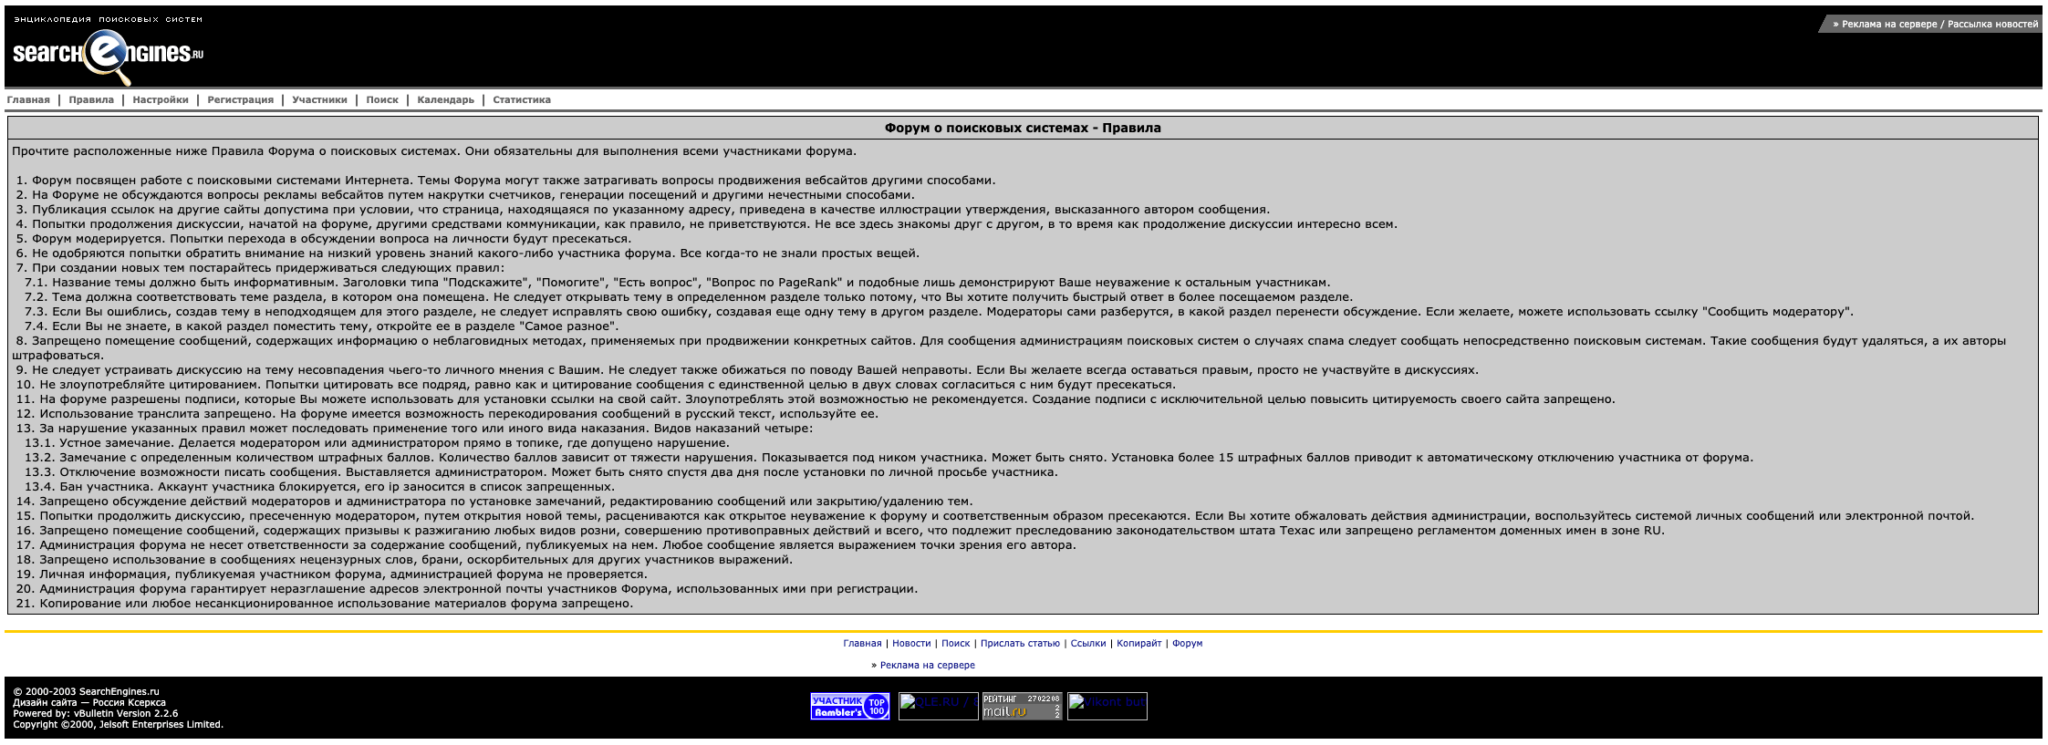 энциклопедия поисковых систем
searchengines.ru
» Реклама на сервере / Рассылка новостей
Главная | Правила | Настройки | Регистрация | Участники | Поиск | Календарь | Статистика
Форум о поисковых системах - Правила
Прочтите расположенные ниже Правила Форума о поисковых системах. Они обязательны для выполнения всеми участниками форума.
1. Форум посвящен работе с поисковыми системами Интернета. Темы Форума могут также затрагивать вопросы продвижения вебсайтов другими способами.
2. На Форуме не обсуждаются вопросы рекламы вебсайтов путем накрутки счетчиков, генерации посещений и другими нечестными способами.
3. Публикация ссылок на другие сайты допустима при условии, что страница, находящаяся по указанному адресу, приведена в качестве иллюстрации утверждения, высказанного автором сообщения.
4. Попытки продолжения дискуссии, начатой на форуме, другими средствами коммуникации, как правило, не приветствуются. Не все здесь знакомы друг с другом, в то время как продолжение дискуссии интересно всем.
5. Форум модерируется. Попытки перехода в обсуждении вопроса на личности будут пресекаться.
6. Не одобряются попытки обратить внимание на низкий уровень знаний какого-либо участника форума. Все когда-то не знали простых вещей.
7. При создании новых тем постарайтесь придерживаться следующих правил:
7.1. Название темы должно быть информативным. Заголовки типа "Подскажите", "Помогите", "Есть вопрос", "Вопрос по PageRank" и подобные лишь демонстрируют Ваше неуважение к остальным участникам.
7.2. Тема должна соответствовать теме раздела, в котором она помещена. Не следует открывать тему в определенном разделе только потому, что Вы хотите получить быстрый ответ в более посещаемом разделе.
7.3. Если Вы ошиблись, создав тему в неподходящем для этого разделе, не следует исправлять свою ошибку, создавая еще одну тему в другом разделе. Модераторы сами разберутся, в какой раздел перенести обсуждение. Если желаете, можете использовать ссылку "Сообщить модератору".
7.4. Если Вы не знаете, в какой раздел поместить тему, откройте ее в разделе "Самое разное".
8. Запрещено помещение сообщений, содержащих информацию о неблаговидных методах, применяемых при продвижении конкретных сайтов. Для сообщения администрациям поисковых систем о случаях спама следует сообщать непосредственно поисковым системам. Такие сообщения будут удаляться, а их авторы
штрафоваться.
9. Не следует устраивать дискуссию на тему несовпадения чьего-то личного мнения с Вашим. Не следует также обижаться по поводу Вашей неправоты. Если Вы желаете всегда оставаться правым, просто не участвуйте в дискуссиях.
10. Не злоупотребляйте цитированием. Попытки цитировать все подряд, равно как и цитирование сообщения с единственной целью в двух словах согласиться с ним будут пресекаться.
11. На форуме разрешены подписи, которые Вы можете использовать для установки ссылки на свой сайт. Злоупотреблять этой возможностью не рекомендуется. Создание подписи с исключительной целью повысить цитируемость своего сайта запрещено.
12. Использование транслита запрещено. На форуме имеется возможность перекодирования сообщений в русский текст, используйте ее.
13. За нарушение указанных правил может последовать применение того или иного вида наказания. Видов наказаний четыре:
13.1. Устное замечание. Делается модератором или администратором прямо в топике, где допущено нарушение.
13.2. Замечание с определенным количеством штрафных баллов. Количество баллов зависит от тяжести нарушения. Показывается под ником участника. Может быть снято. Установка более 15 штрафных баллов приводит к автоматическому отключению участника от форума.
13.3. Отключение возможности писать сообщения. Выставляется администратором. Может быть снято спустя два дня после установки по личной просьбе участника.
13.4. Бан участника. Аккаунт участника блокируется, его ip заносится в список запрещенных.
14. Запрещено обсуждение действий модераторов и администратора по установке замечаний, редактированию сообщений или закрытию/удалению тем.
15. Попытки продолжить дискуссию, пресеченную модератором, путем открытия новой темы, расцениваются как открытое неуважение к форуму и соответственным образом пресекаются. Если Вы хотите обжаловать действия администрации, воспользуйтесь системой личных сообщений или электронной почтой.
16. Запрещено помещение сообщений, содержащих призывы к разжиганию любых видов розни, совершению противоправных действий и всего, что подлежит преследованию законодательством штата Техас или запрещено регламентом доменных имен в зоне RU.
17. Администрация форума не несет ответственности за содержание сообщений, публикуемых на нем. Любое сообщение является выражением точки зрения его автора.
18. Запрещено использование в сообщениях нецензурных слов, брани, оскорбительных для других участников выражений.
19. Личная информация, публикуемая участником форума, администрацией форума не проверяется.
20. Администрация форума гарантирует неразглашение адресов электронной почты участников Форума, использованных ими при регистрации.
21. Копирование или любое несанкционированное использование материалов форума запрещено.
Главная | Новости | Поиск | Прислать статью | Ссылки | Копирайт | Форум
» Реклама на сервере
© 2000-2003 SearchEngines.ru
Дизайн сайта — Россия Ксеркса
Powered by: vBulletin Version 2.2.6
Copyright ©2000, Jelsoft Enterprises Limited.
УЧАСТНИК Rambler's TOP 100
QLE.RU /
РЕЙТИНГ 2702208 mail.ru 2 2
Vikont but